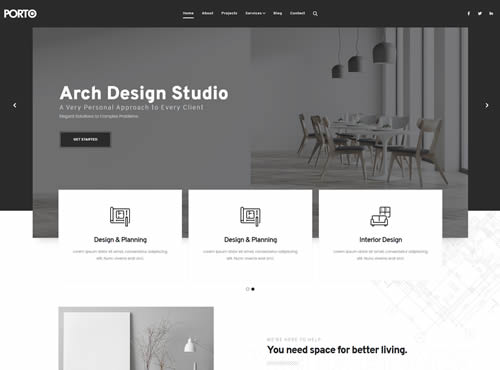 PORTO
Home About Projects Services Blog Contact
Arch Design Studio
A Very Personal Approach to Every Client
Elegant Solutions to Complex Problems
GET STARTED
Design & Planning
Lorem ipsum dolor sit amet, consectetur adipiscing
elit. Nunc viverra erat orci.
Design & Planning
Lorem ipsum dolor sit amet, consectetur adipiscing
elit. Nunc viverra erat orci.
Interior Design
Lorem ipsum dolor sit amet, consectetur adipiscing
elit. Nunc viverra erat orci.
WE'RE HERE TO HELP
You need space for better living.